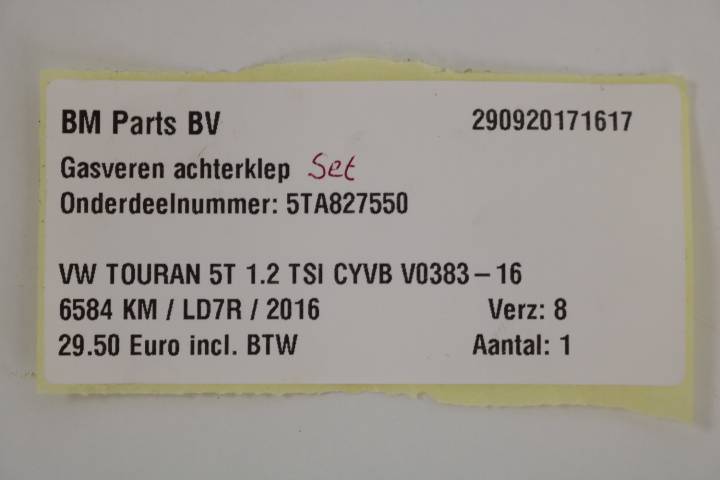 BM Parts BV 290920171617
Gasveren achterklep Set
Onderdeelnummer: 5TA827550
VW TOURAN 5T 1.2 TSI CYVB V0383 – 16
6584 KM / LD7R / 2016 Verz: 8
29.50 Euro incl. BTW Aantal: 1